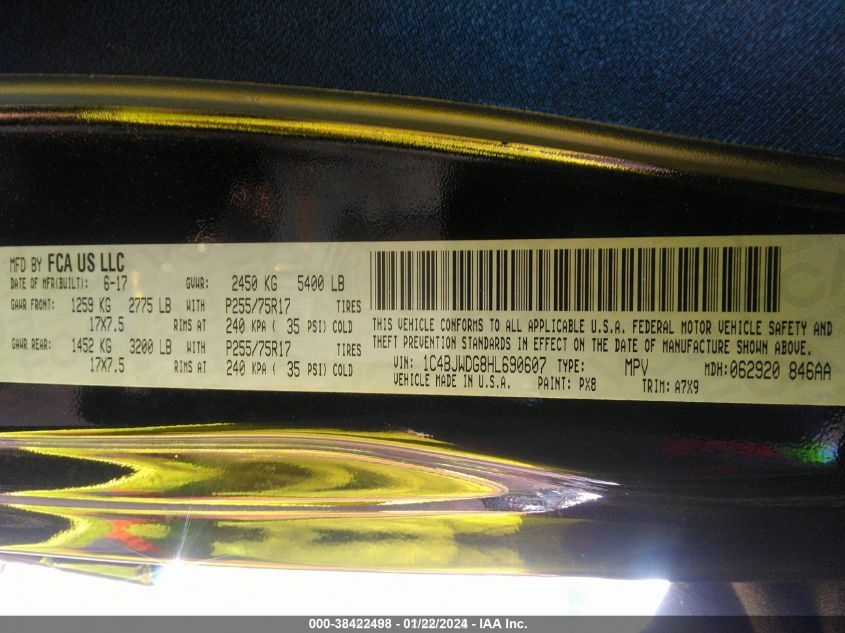 MFD BY FCA US LLC
DATE OF MFR(BUILT): 6-17 GVWR: 2450 KG 5400 LB
GAWR FRONT: 1259 KG 2775 LB WITH P255/75R17 TIRES
17X7.5 RIMS AT 240 KPA ( 35 PSI) COLD
GAWR REAR: 1452 KG 3200 LB WITH P255/75R17 TIRES
17X7.5 RIMS AT 240 KPA ( 35 PSI) COLD
THIS VEHICLE CONFORMS TO ALL APPLICABLE U.S.A. FEDERAL MOTOR VEHICLE SAFETY AND
THEFT PREVENTION STANDARDS IN EFFECT ON THE DATE OF MANUFACTURE SHOWN ABOVE.
VIN: 1C4BJWDG8HL690607 TYPE: MPV MDH: 062920 846AA
VEHICLE MADE IN U.S.A. PAINT: PX8 TRIM: A7X9
000-38422498 - 01/22/2024 - IAA Inc.